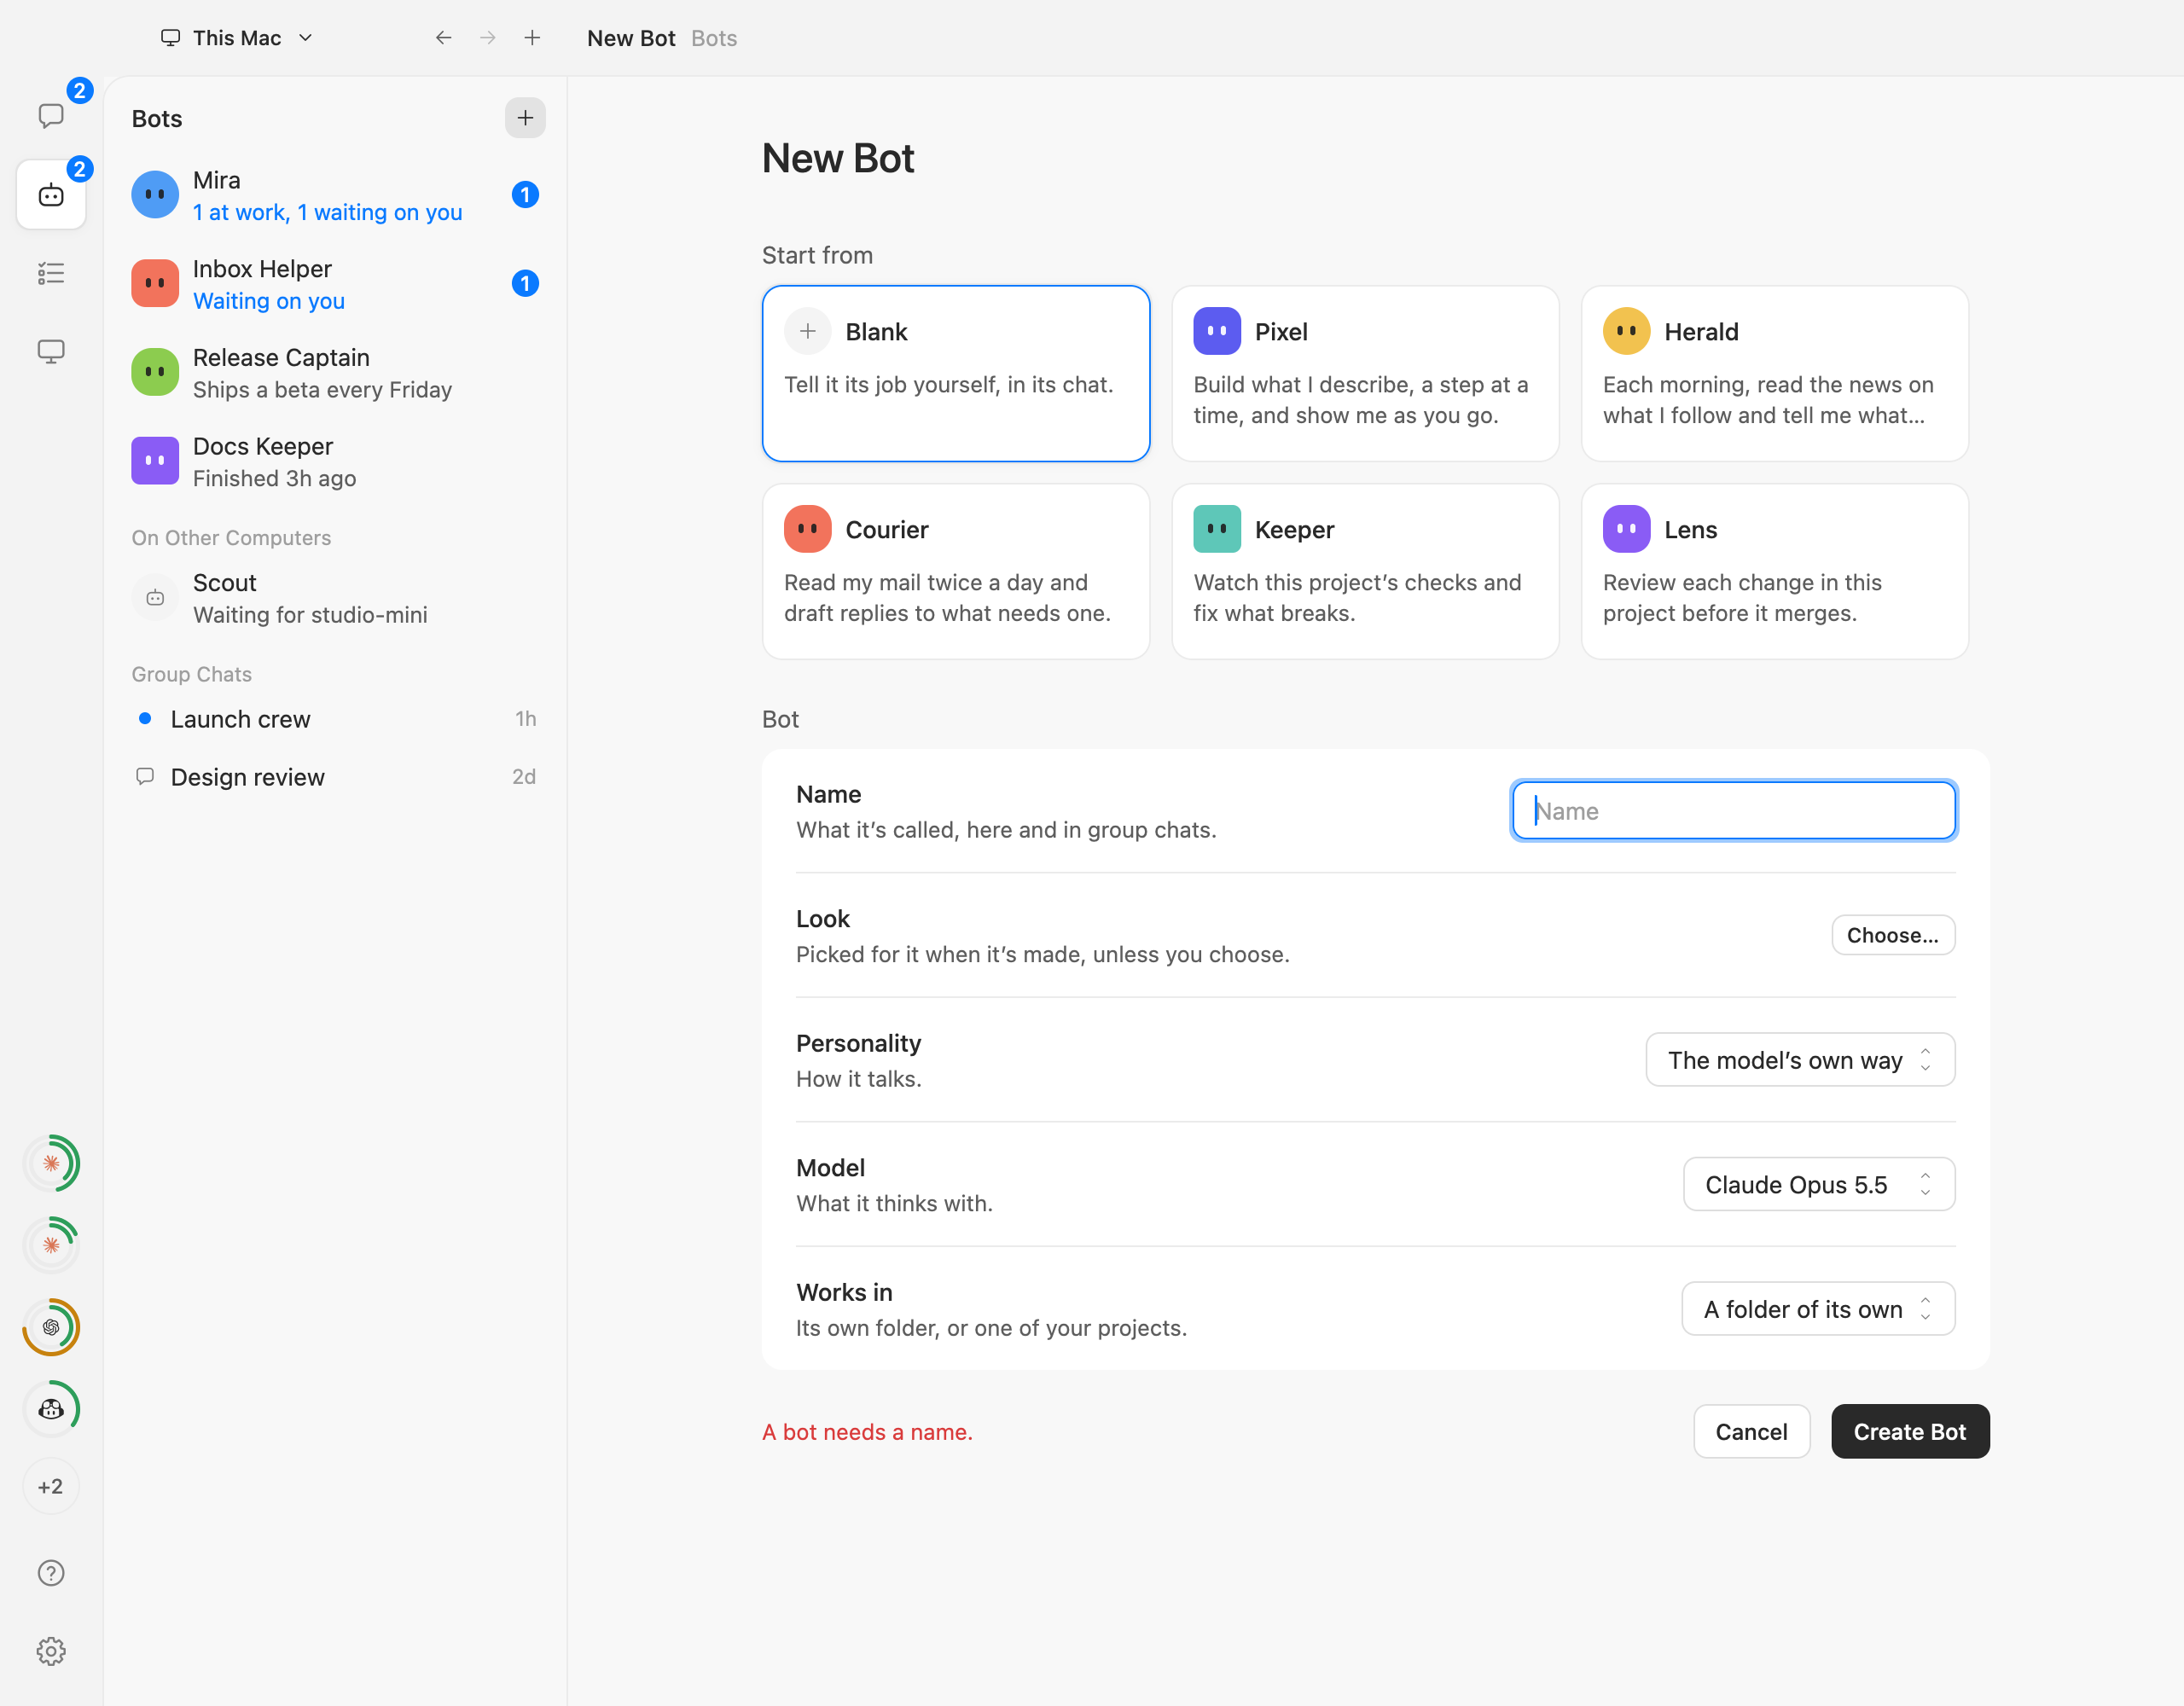 This Mac
New Bot Bots
2
2
Bots
Mira
1 at work, 1 waiting on you
1
Inbox Helper
Waiting on you
1
Release Captain
Ships a beta every Friday
Docs Keeper
Finished 3h ago
On Other Computers
Scout
Waiting for studio-mini
Group Chats
Launch crew 1h
Design review 2d
+2
New Bot
Start from
Blank
Tell it its job yourself, in its chat.
Pixel
Build what I describe, a step at a
time, and show me as you go.
Herald
Each morning, read the news on
what I follow and tell me what...
Courier
Read my mail twice a day and
draft replies to what needs one.
Keeper
Watch this project’s checks and
fix what breaks.
Lens
Review each change in this
project before it merges.
Bot
Name
What it’s called, here and in group chats.
Name
Look
Picked for it when it’s made, unless you choose.
Choose...
Personality
How it talks.
The model’s own way
Model
What it thinks with.
Claude Opus 5.5
Works in
Its own folder, or one of your projects.
A folder of its own
A bot needs a name.
Cancel
Create Bot